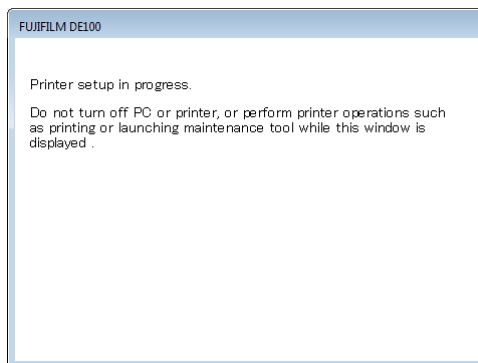 FUJIFILM DE100
Printer setup in progress.
Do not turn off PC or printer, or perform printer operations such
as printing or launching maintenance tool while this window is
displayed .